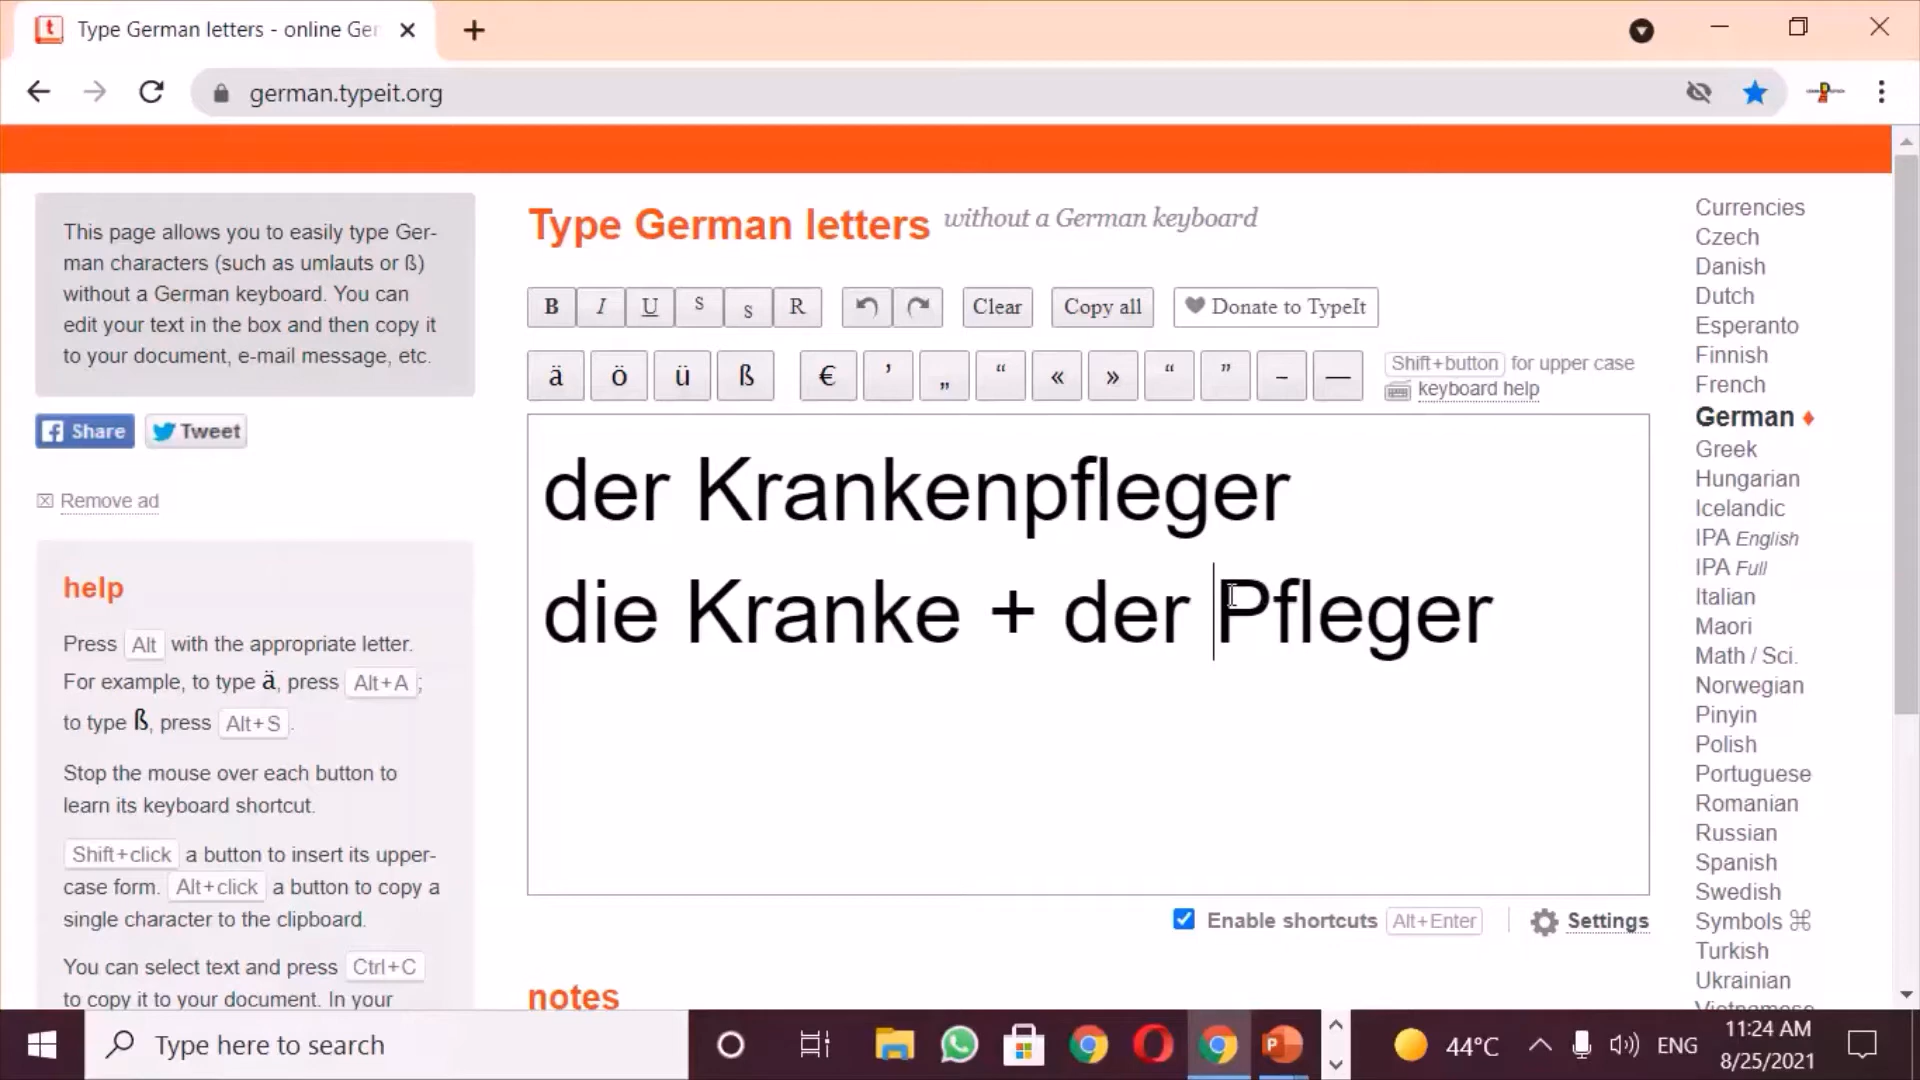 Type German letters - online Ger
german.typeit.org
This page allows you to easily type Ger-
man characters (such as umlauts or ß)
without a German keyboard. You can
edit your text in the box and then copy it
to your document, e-mail message, etc.
Share
Tweet
Remove ad
help
Press Alt with the appropriate letter.
For example, to type ä, press Alt+A;
to type ß, press Alt+S.
Stop the mouse over each button to
learn its keyboard shortcut.
Shift+click a button to insert its upper-
case form. Alt+click a button to copy a
single character to the clipboard.
You can select text and press Ctrl+C
to copy it to your document. In your
Type German letters without a German keyboard
B I U S S R Clear Copy all Donate to TypeIt
ä ö ü ß € ’ „ “ « » “ ” – —
Shift+button for upper case
keyboard help
der Krankenpfleger
die Kranke + der Pfleger
Enable shortcuts Alt+Enter Settings
notes
Currencies
Czech
Danish
Dutch
Esperanto
Finnish
French
German
Greek
Hungarian
Icelandic
IPA English
IPA Full
Italian
Maori
Math / Sci.
Norwegian
Pinyin
Polish
Portuguese
Romanian
Russian
Spanish
Swedish
Symbols ⌘
Turkish
Ukrainian
Vietnamese
Type here to search
44°C
ENG
11:24 AM
8/25/2021